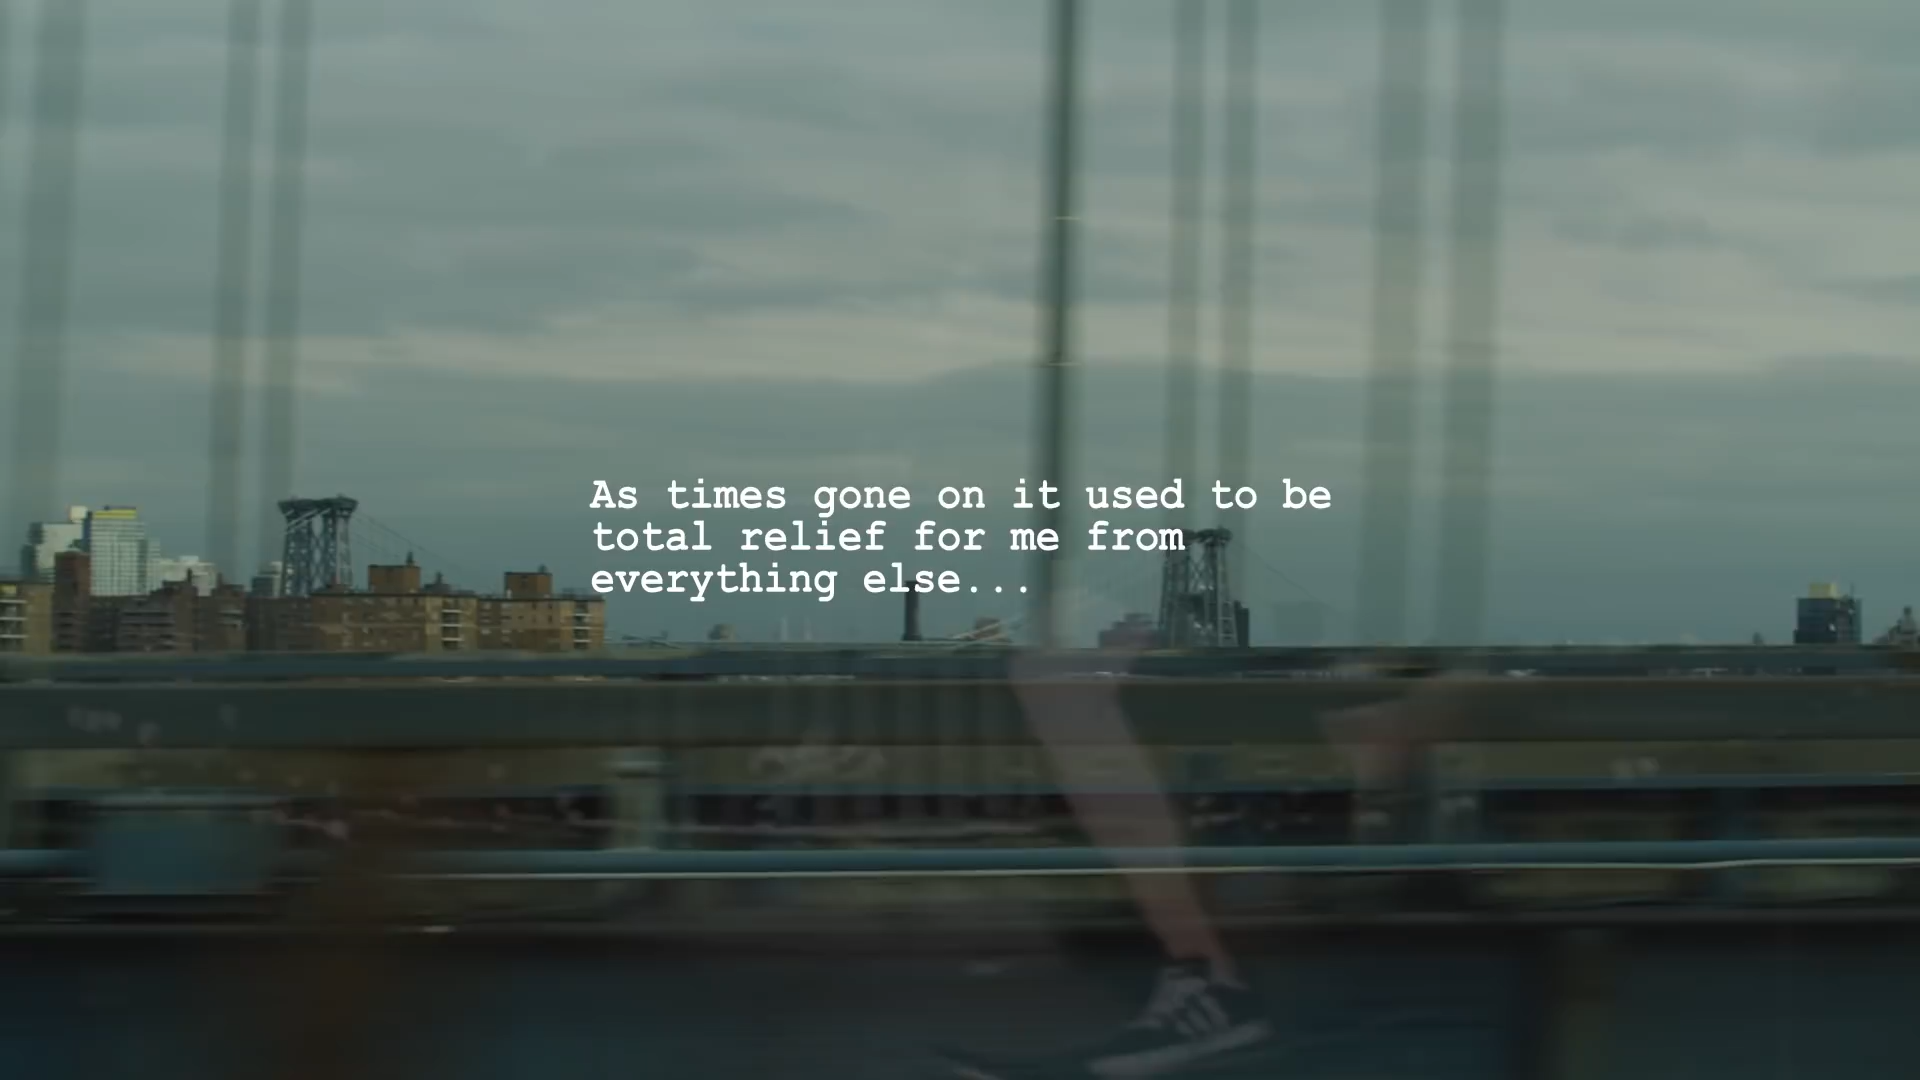 As times gone on it used to be
total relief for me from
everything else...